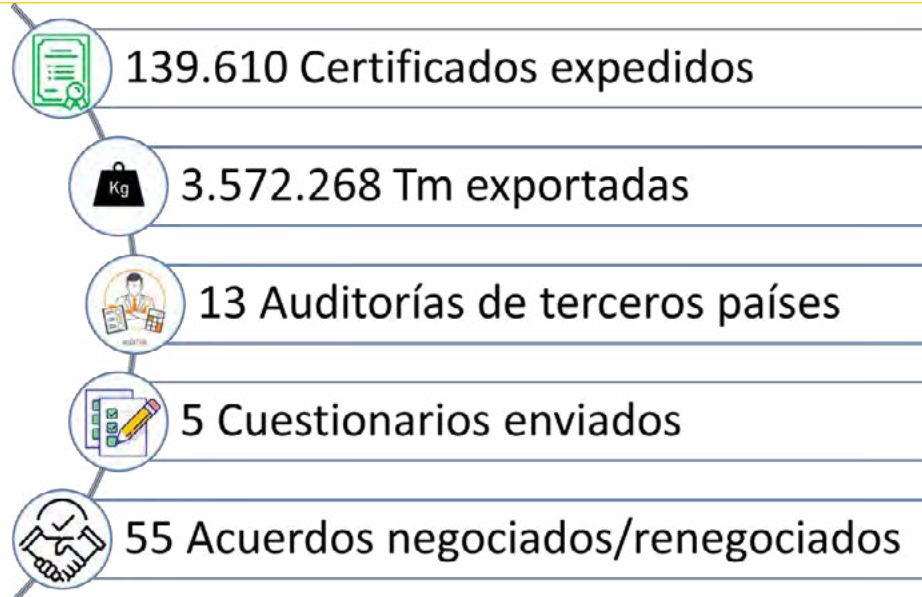 139.610 Certificados expedidos
Kg
3.572.268 Tm exportadas
13 Auditorías de terceros países
5 Cuestionarios enviados
55 Acuerdos negociados/renegociados